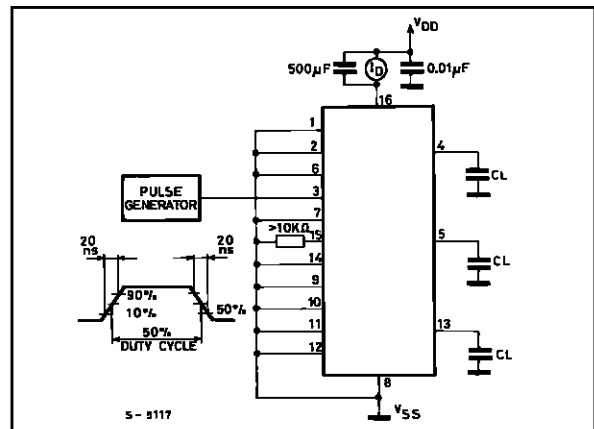 VDD
500µF
ID
0.01µF
16
1
2
6
3
7
>10KΩ
15
14
9
10
11
12
4
CL
5
CL
13
CL
8
VSS
PULSE
GENERATOR
20
ns
20
ns
90%
10%
50%
50%
DUTY CYCLE
S-5117